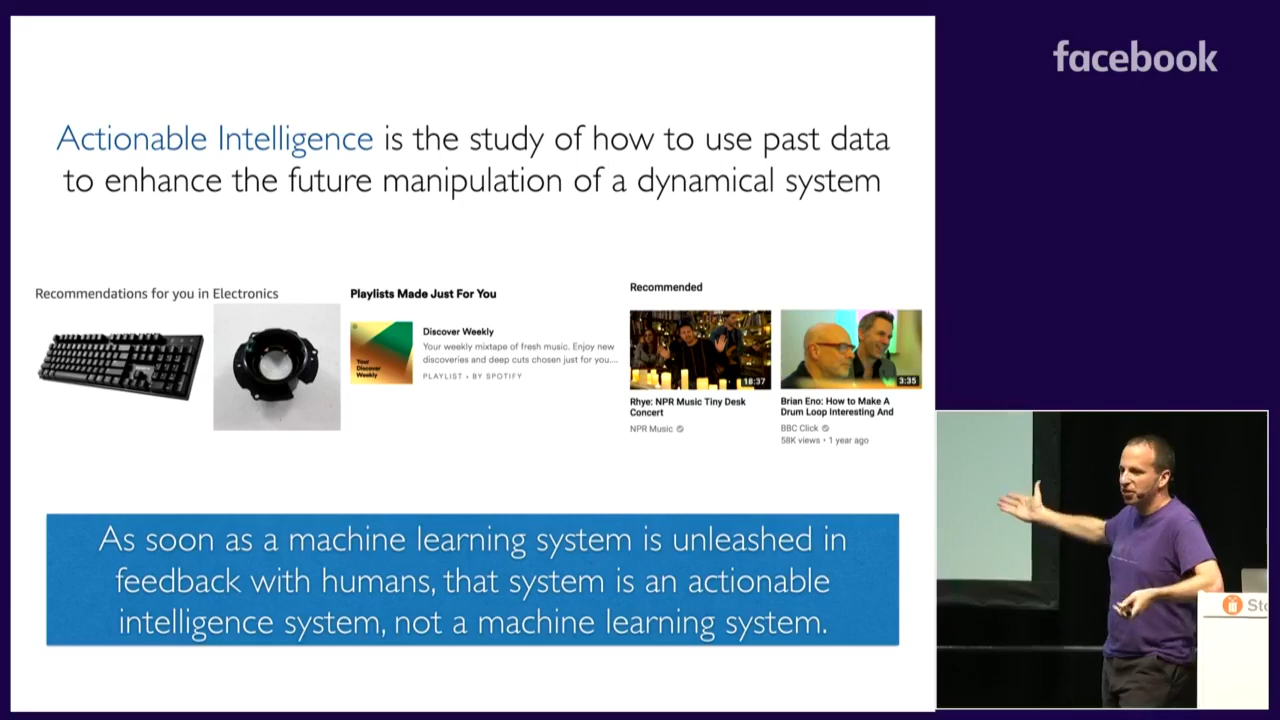 facebook
Actionable Intelligence is the study of how to use past data
to enhance the future manipulation of a dynamical system
Recommendations for you in Electronics
Playlists Made Just For You
Discover Weekly
Your weekly mixtape of fresh music. Enjoy new
discoveries and deep cuts chosen just for you....
PLAYLIST • BY SPOTIFY
Your
Discover
Weekly
Recommended
18:37
Rhye: NPR Music Tiny Desk
Concert
NPR Music
3:35
Brian Eno: How to Make A
Drum Loop Interesting And
BBC Click
58K views • 1 year ago
As soon as a machine learning system is unleashed in
feedback with humans, that system is an actionable
intelligence system, not a machine learning system.